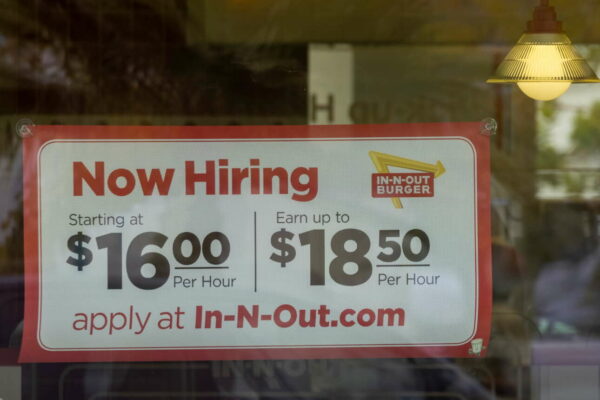 Now Hiring
IN-N-OUT
BURGER
Starting at
$16.00
Per Hour
Earn up to
$18.50
Per Hour
apply at In-N-Out.com